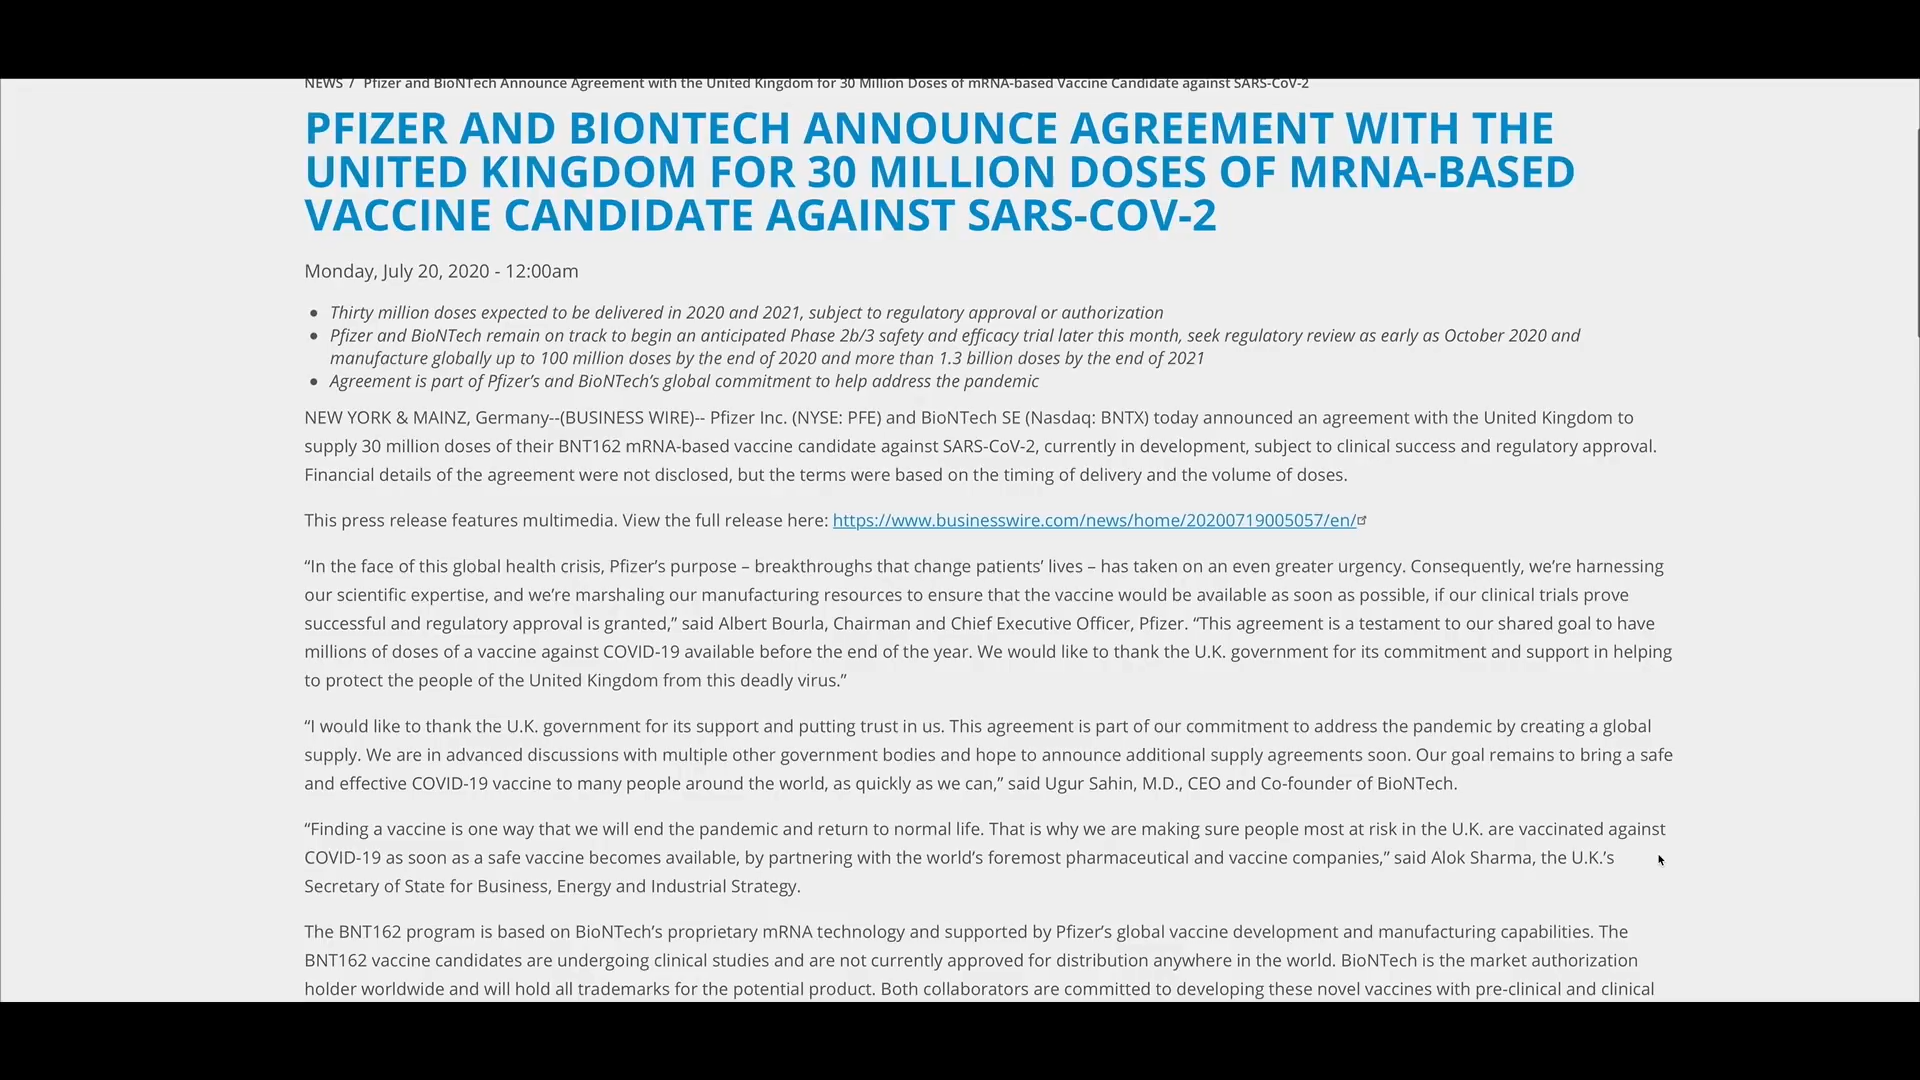 NEWS / Pfizer and BioNTech Announce Agreement with the United Kingdom for 30 Million Doses of mRNA-based Vaccine Candidate against SARS-CoV-2
PFIZER AND BIONTECH ANNOUNCE AGREEMENT WITH THE
UNITED KINGDOM FOR 30 MILLION DOSES OF MRNA-BASED
VACCINE CANDIDATE AGAINST SARS-COV-2
Monday, July 20, 2020 - 12:00am
• Thirty million doses expected to be delivered in 2020 and 2021, subject to regulatory approval or authorization
• Pfizer and BioNTech remain on track to begin an anticipated Phase 2b/3 safety and efficacy trial later this month, seek regulatory review as early as October 2020 and
manufacture globally up to 100 million doses by the end of 2020 and more than 1.3 billion doses by the end of 2021
• Agreement is part of Pfizer’s and BioNTech’s global commitment to help address the pandemic
NEW YORK & MAINZ, Germany--(BUSINESS WIRE)-- Pfizer Inc. (NYSE: PFE) and BioNTech SE (Nasdaq: BNTX) today announced an agreement with the United Kingdom to
supply 30 million doses of their BNT162 mRNA-based vaccine candidate against SARS-CoV-2, currently in development, subject to clinical success and regulatory approval.
Financial details of the agreement were not disclosed, but the terms were based on the timing of delivery and the volume of doses.
This press release features multimedia. View the full release here: https://www.businesswire.com/news/home/20200719005057/en/
“In the face of this global health crisis, Pfizer’s purpose – breakthroughs that change patients’ lives – has taken on an even greater urgency. Consequently, we’re harnessing
our scientific expertise, and we’re marshaling our manufacturing resources to ensure that the vaccine would be available as soon as possible, if our clinical trials prove
successful and regulatory approval is granted,” said Albert Bourla, Chairman and Chief Executive Officer, Pfizer. “This agreement is a testament to our shared goal to have
millions of doses of a vaccine against COVID-19 available before the end of the year. We would like to thank the U.K. government for its commitment and support in helping
to protect the people of the United Kingdom from this deadly virus.”
“I would like to thank the U.K. government for its support and putting trust in us. This agreement is part of our commitment to address the pandemic by creating a global
supply. We are in advanced discussions with multiple other government bodies and hope to announce additional supply agreements soon. Our goal remains to bring a safe
and effective COVID-19 vaccine to many people around the world, as quickly as we can,” said Ugur Sahin, M.D., CEO and Co-founder of BioNTech.
“Finding a vaccine is one way that we will end the pandemic and return to normal life. That is why we are making sure people most at risk in the U.K. are vaccinated against
COVID-19 as soon as a safe vaccine becomes available, by partnering with the world’s foremost pharmaceutical and vaccine companies,” said Alok Sharma, the U.K.’s
Secretary of State for Business, Energy and Industrial Strategy.
The BNT162 program is based on BioNTech’s proprietary mRNA technology and supported by Pfizer’s global vaccine development and manufacturing capabilities. The
BNT162 vaccine candidates are undergoing clinical studies and are not currently approved for distribution anywhere in the world. BioNTech is the market authorization
holder worldwide and will hold all trademarks for the potential product. Both collaborators are committed to developing these novel vaccines with pre-clinical and clinical